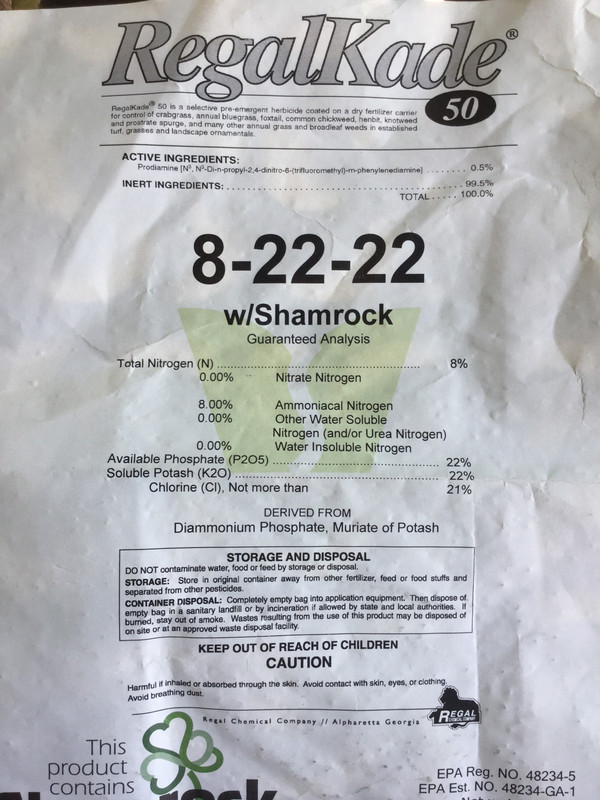 RegalKade®
50
RegalKade® 50 is a selective pre-emergent herbicide coated on a dry fertilizer carrier
for control of crabgrass, annual bluegrass, foxtail, common chickweed, henbit, knotweed
and prostrate spurge, and many other annual grass and broadleaf weeds in established
turf, grasses and landscape ornamentals.
ACTIVE INGREDIENTS:
Prodiamine [N³, N³-Di-n-propyl-2,4-dinitro-6-(trifluoromethyl)-m-phenylenediamine] ........ 0.5%
INERT INGREDIENTS: ........ 99.5%
TOTAL ..... 100.0%
8-22-22
w/Shamrock
Guaranteed Analysis
Total Nitrogen (N) ........ 8%
0.00% Nitrate Nitrogen
8.00% Ammoniacal Nitrogen
0.00% Other Water Soluble
Nitrogen (and/or Urea Nitrogen)
0.00% Water Insoluble Nitrogen
Available Phosphate (P2O5) ........ 22%
Soluble Potash (K2O) ........ 22%
Chlorine (Cl), Not more than 21%
DERIVED FROM
Diammonium Phosphate, Muriate of Potash
STORAGE AND DISPOSAL
DO NOT contaminate water, food or feed by storage or disposal.
STORAGE: Store in original container away from other fertilizer, feed or food stuffs and
separated from other pesticides.
CONTAINER DISPOSAL: Completely empty bag into application equipment. Then dispose of
empty bag in a sanitary landfill or by incineration if allowed by state and local authorities. If
burned, stay out of smoke. Wastes resulting from the use of this product may be disposed of
on site or at an approved waste disposal facility.
KEEP OUT OF REACH OF CHILDREN
CAUTION
Harmful if inhaled or absorbed through the skin. Avoid contact with skin, eyes, or clothing.
Avoid breathing dust.
Regal Chemical Company // Alpharetta Georgia
REGAL
CHEMICAL COMPANY
This
product
contains
EPA Reg. NO. 48234-5
EPA Est. NO. 48234-GA-1